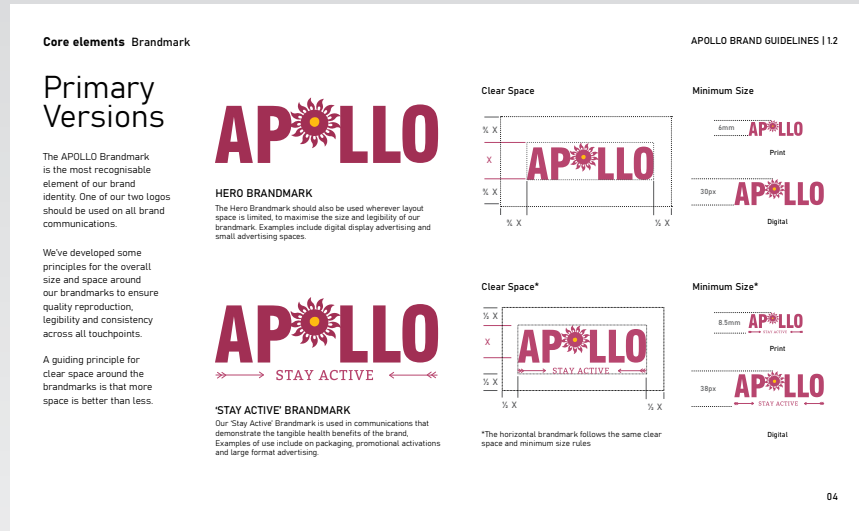 Core elements Brandmark
APOLLO BRAND GUIDELINES | 1.2
Primary
Versions
The APOLLO Brandmark
is the most recognisable
element of our brand
identity. One of our two logos
should be used on all brand
communications.
We've developed some
principles for the overall
size and space around
our brandmarks to ensure
quality reproduction,
legibility and consistency
across all touchpoints.
A guiding principle for
clear space around the
brandmarks is that more
space is better than less.
APOLLO
HERO BRANDMARK
The Hero Brandmark should also be used wherever layout
space is limited, to maximise the size and legibility of our
brandmark. Examples include digital display advertising and
small advertising spaces.
APOLLO
STAY ACTIVE
'STAY ACTIVE' BRANDMARK
Our 'Stay Active' Brandmark is used in communications that
demonstrate the tangible health benefits of the brand,
Examples of use include on packaging, promotional activations
and large format advertising.
Clear Space
X
X
X
APOLLO
X
X
Clear Space*
½ X
X
½ X
APOLLO
STAY ACTIVE
½ X
½ X
*The horizontal brandmark follows the same clear
space and minimum size rules
Minimum Size
6mm
APOLLO
Print
30px
APOLLO
Digital
Minimum Size*
8.5mm
APOLLO
STAY ACTIVE
Print
38px
APOLLO
STAY ACTIVE
Digital
04